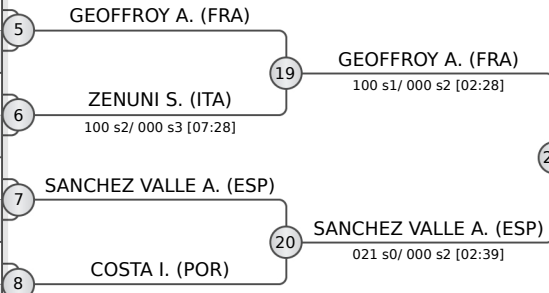 GEOFFROY A. (FRA)
5
19
GEOFFROY A. (FRA)
100 s1/ 000 s2 [02:28]
ZENUNI S. (ITA)
6
100 s2/ 000 s3 [07:28]
2
SANCHEZ VALLE A. (ESP)
7
20
SANCHEZ VALLE A. (ESP)
021 s0/ 000 s2 [02:39]
COSTA I. (POR)
8